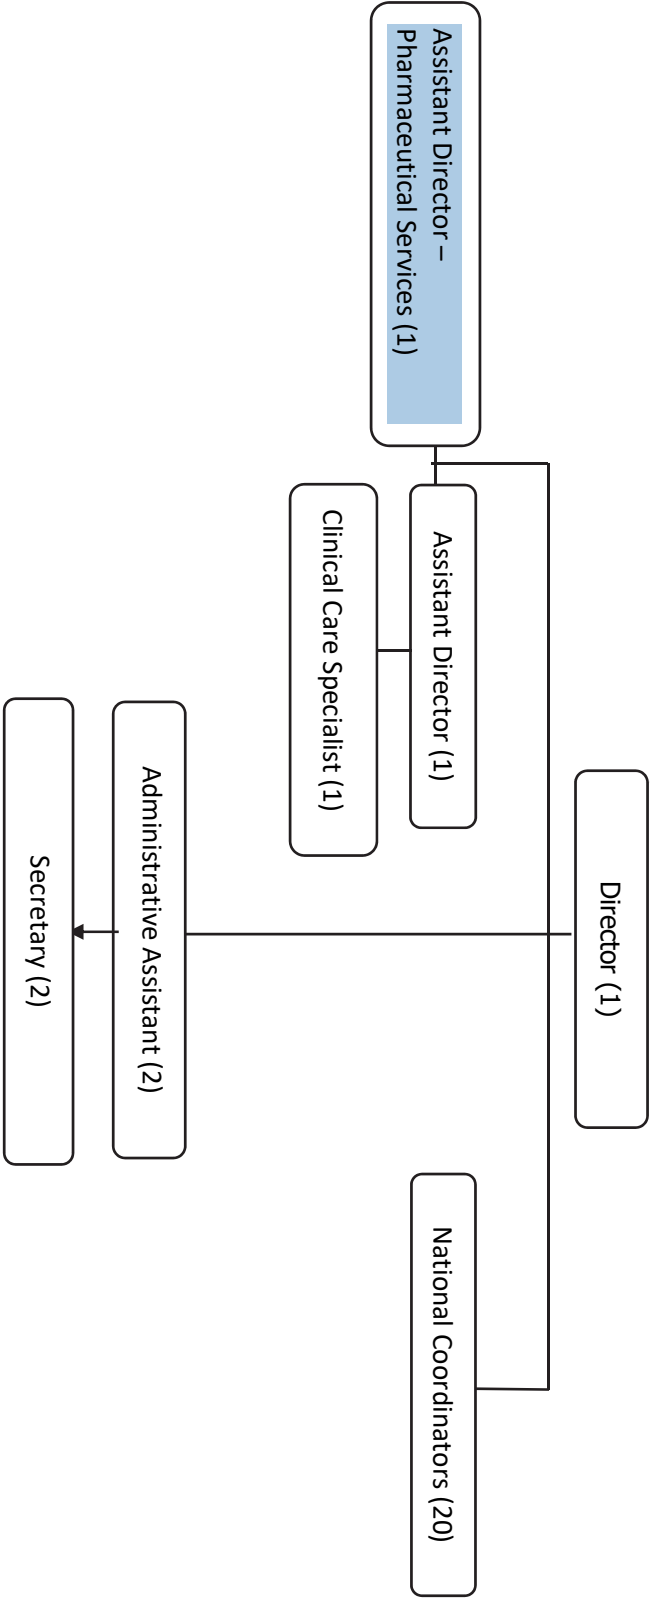 Director (1)
Assistant Director –
Pharmaceutical Services (1)
Assistant Director (1)
National Coordinators (20)
Clinical Care Specialist (1)
Administrative Assistant (2)
Secretary (2)